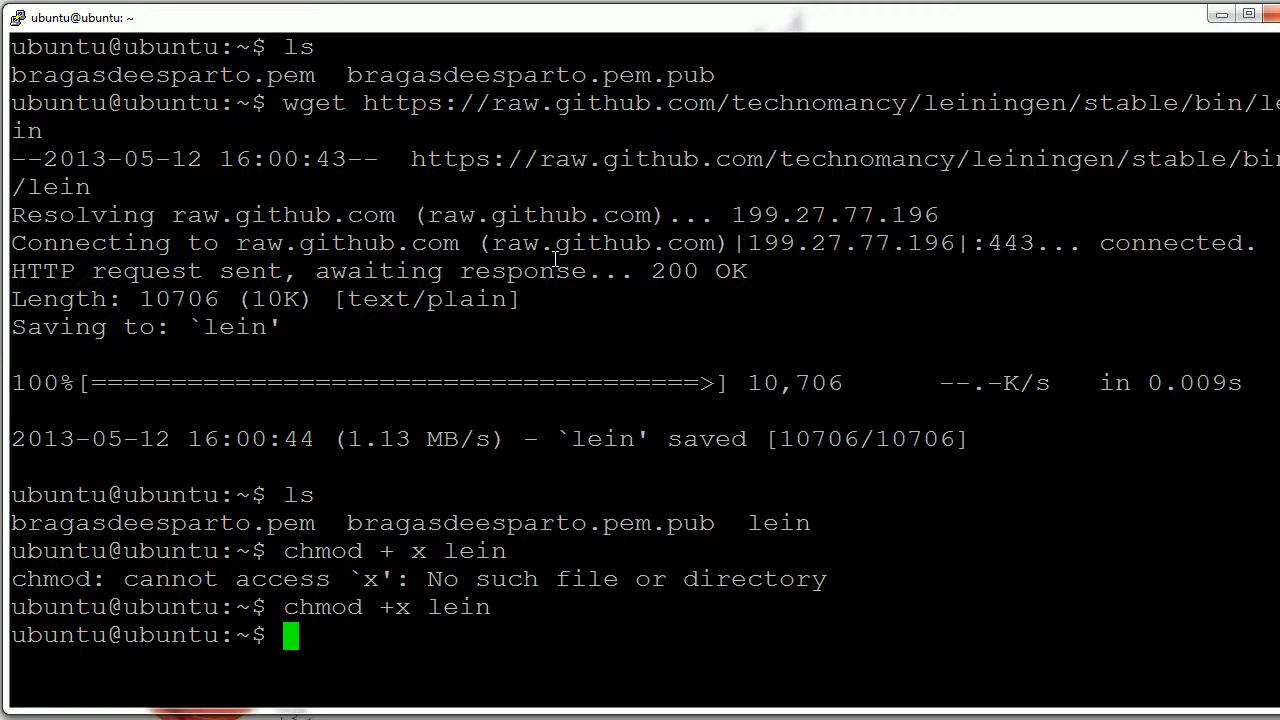 ubuntu@ubuntu: ~
ubuntu@ubuntu:~$ ls
bragasdeesparto.pem  bragasdeesparto.pem.pub
ubuntu@ubuntu:~$ wget https://raw.github.com/technomancy/leiningen/stable/bin/le
in
--2013-05-12 16:00:43--  https://raw.github.com/technomancy/leiningen/stable/bin
/lein
Resolving raw.github.com (raw.github.com)... 199.27.77.196
Connecting to raw.github.com (raw.github.com)|199.27.77.196|:443... connected.
HTTP request sent, awaiting response... 200 OK
Length: 10706 (10K) [text/plain]
Saving to: `lein'
100%[======================================>] 10,706      --.-K/s   in 0.009s
2013-05-12 16:00:44 (1.13 MB/s) - `lein' saved [10706/10706]
ubuntu@ubuntu:~$ ls
bragasdeesparto.pem  bragasdeesparto.pem.pub  lein
ubuntu@ubuntu:~$ chmod + x lein
chmod: cannot access `x': No such file or directory
ubuntu@ubuntu:~$ chmod +x lein
ubuntu@ubuntu:~$